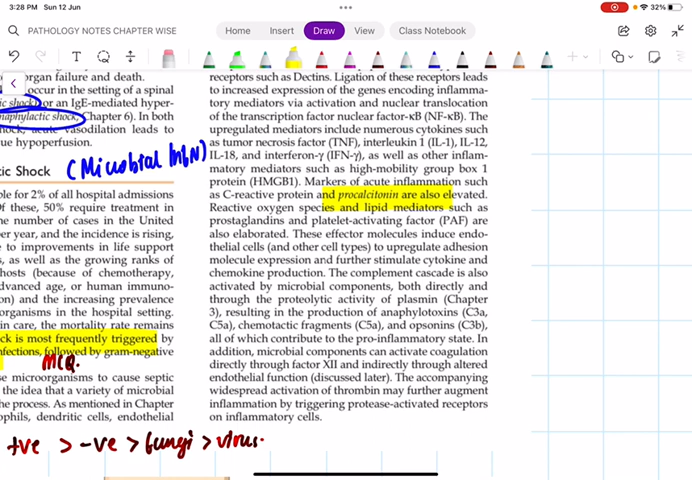 3:28 PM Sun 12 Jun
32%
PATHOLOGY NOTES CHAPTER WISE
Home Insert Draw View Class Notebook
organ failure and death.
occur in the setting of a spinal
ic shock) or an IgE-mediated hyper-
naphylactic shock, Chapter 6). In both
hock, acute vasodilation leads to
ue hypoperfusion.
tic Shock
(Microbial
ble for 2% of all hospital admissions
Of these, 50% require treatment in
he number of cases in the United
per year, and the incidence is rising,
e to improvements in life support
s, as well as the growing ranks of
hosts (because of chemotherapy,
dvanced age, or human immuno-
on) and the increasing prevalence
organisms in the hospital setting.
in care, the mortality rate remains
ck is most frequently triggered by
nfections, followed by gram-negative
MCQ.
se microorganisms to cause septic
the idea that a variety of microbial
he process. As mentioned in Chapter
ophils, dendritic cells, endothelial
+ve > -ve > fungi > virus.
receptors such as Dectins. Ligation of these receptors leads
to increased expression of the genes encoding inflamma-
tory mediators via activation and nuclear translocation
of the transcription factor nuclear factor-κB (NF-κB). The
upregulated mediators include numerous cytokines such
as tumor necrosis factor (TNF), interleukin 1 (IL-1), IL-12,
IL-18, and interferon-γ (IFN-γ), as well as other inflam-
matory mediators such as high-mobility group box 1
protein (HMGB1). Markers of acute inflammation such
as C-reactive protein and procalcitonin are also elevated.
Reactive oxygen species and lipid mediators such as
prostaglandins and platelet-activating factor (PAF) are
also elaborated. These effector molecules induce endo-
thelial cells (and other cell types) to upregulate adhesion
molecule expression and further stimulate cytokine and
chemokine production. The complement cascade is also
activated by microbial components, both directly and
through the proteolytic activity of plasmin (Chapter
3), resulting in the production of anaphylotoxins (C3a,
C5a), chemotactic fragments (C5a), and opsonins (C3b),
all of which contribute to the pro-inflammatory state. In
addition, microbial components can activate coagulation
directly through factor XII and indirectly through altered
endothelial function (discussed later). The accompanying
widespread activation of thrombin may further augment
inflammation by triggering protease-activated receptors
on inflammatory cells.